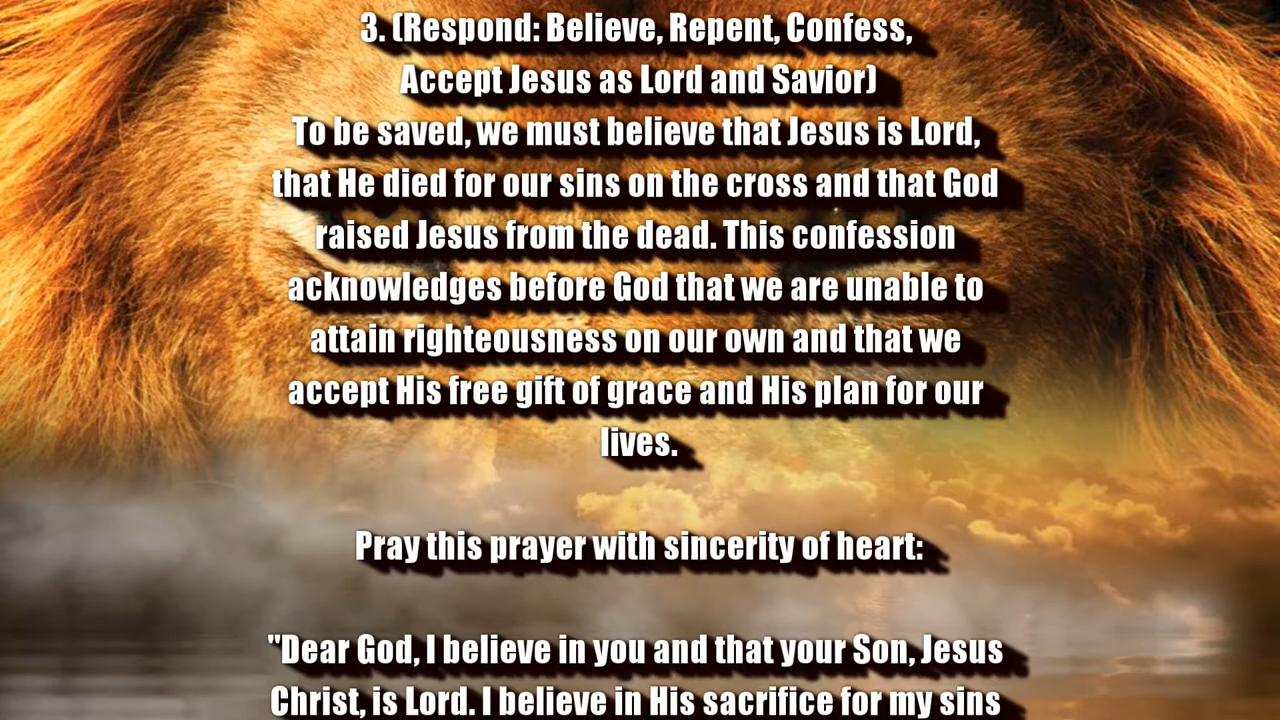 3. (Respond: Believe, Repent, Confess,
Accept Jesus as Lord and Savior)
To be saved, we must believe that Jesus is Lord,
that He died for our sins on the cross and that God
raised Jesus from the dead. This confession
acknowledges before God that we are unable to
attain righteousness on our own and that we
accept His free gift of grace and His plan for our
lives.
Pray this prayer with sincerity of heart:
"Dear God, I believe in you and that your Son, Jesus
Christ, is Lord. I believe in His sacrifice for my sins